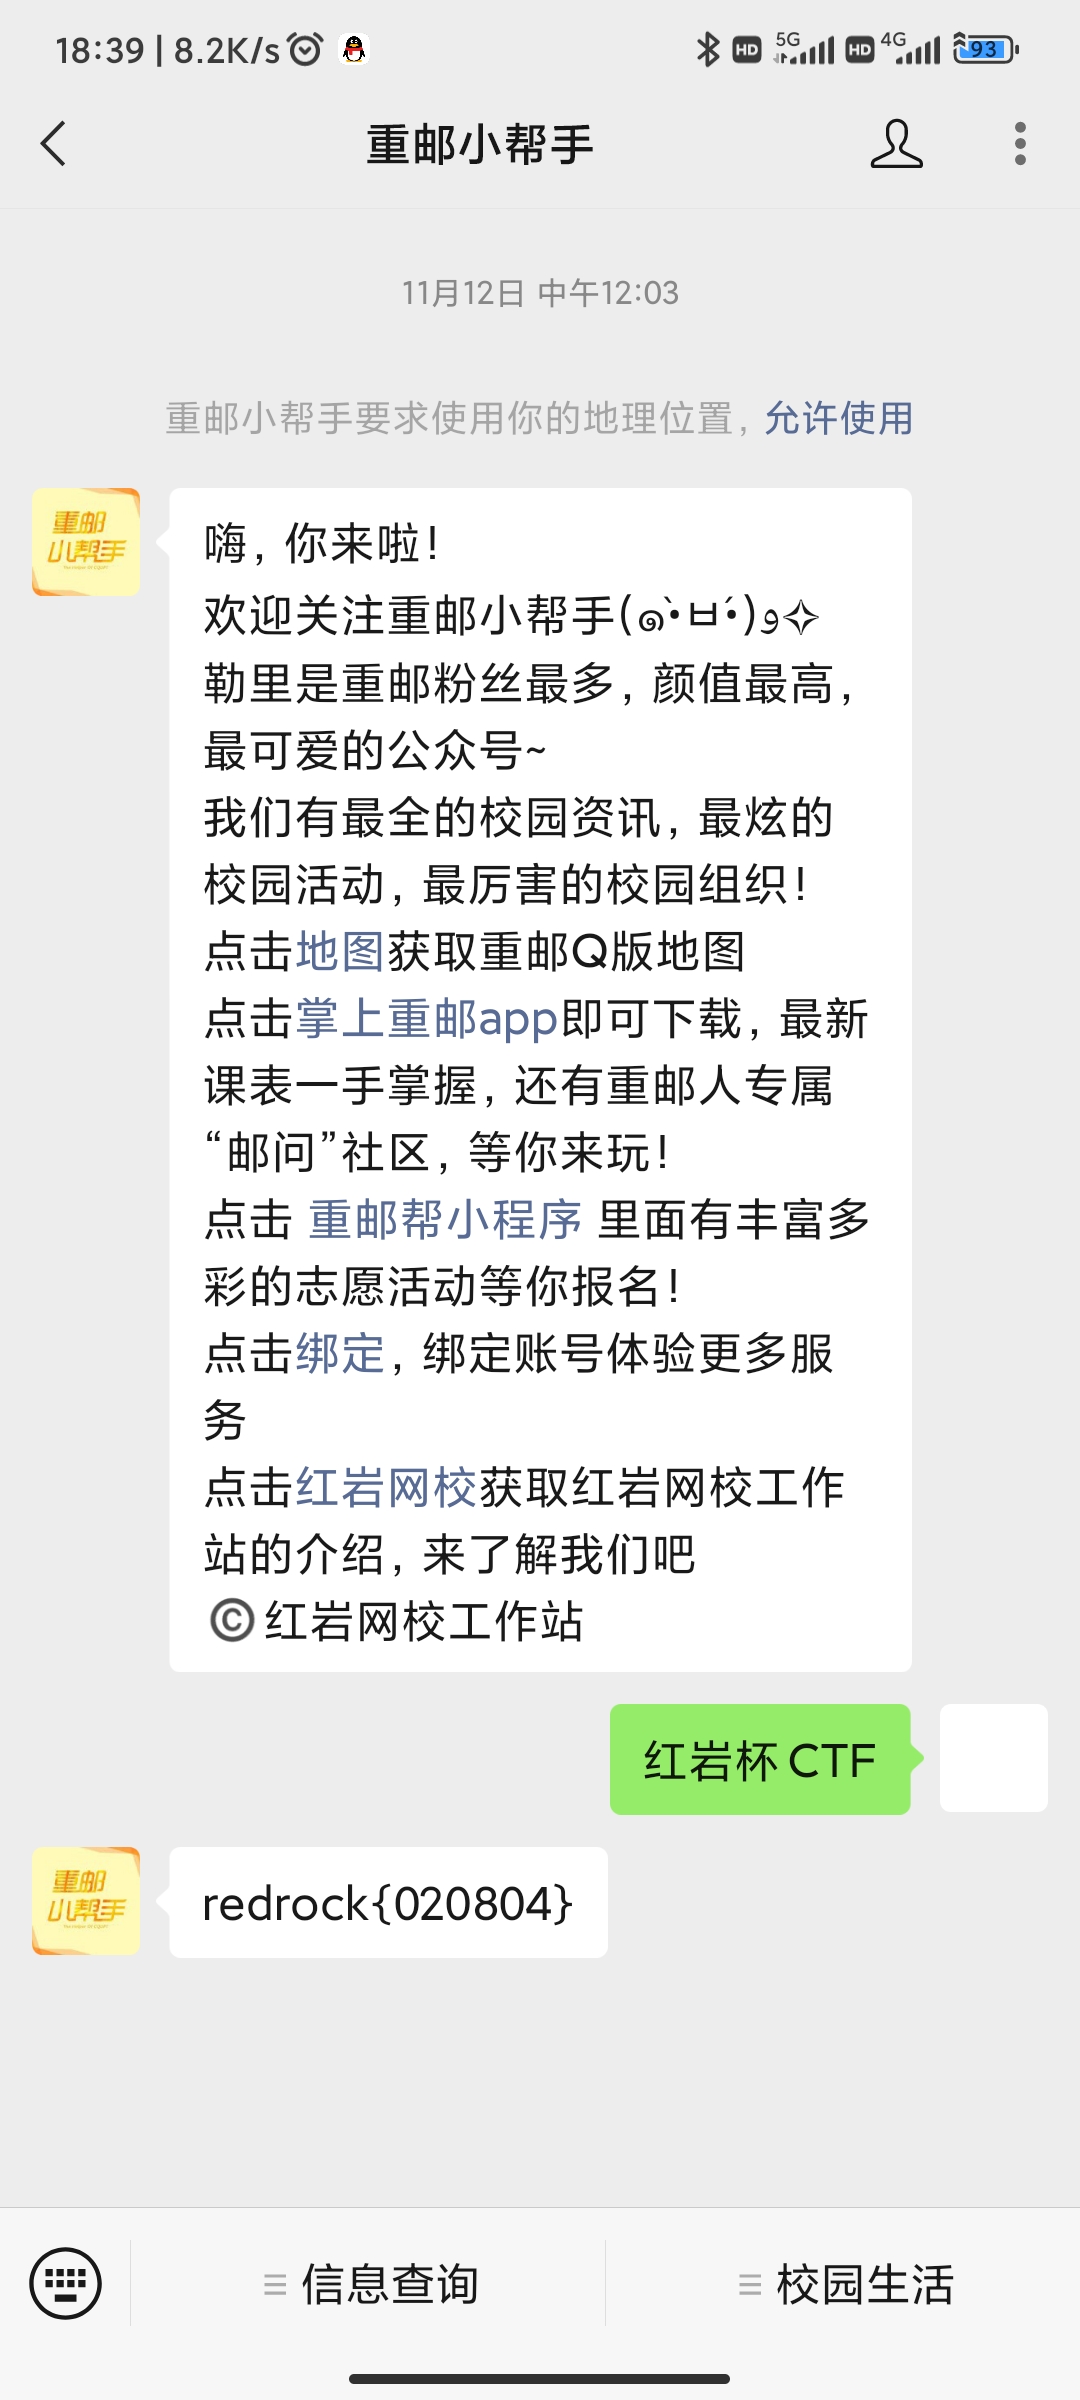 18:39 | 8.2K/s
HD 5G HD 4G 93
重邮小帮手
11月12日 中午12:03
重邮小帮手要求使用你的地理位置，允许使用
重邮
小帮手
嗨，你来啦！
欢迎关注重邮小帮手(๑•̀ㅂ•́)و✧
勒里是重邮粉丝最多，颜值最高，
最可爱的公众号~
我们有最全的校园资讯，最炫的
校园活动，最厉害的校园组织！
点击地图获取重邮Q版地图
点击掌上重邮app即可下载，最新
课表一手掌握，还有重邮人专属
“邮问”社区，等你来玩！
点击 重邮帮小程序 里面有丰富多
彩的志愿活动等你报名！
点击绑定，绑定账号体验更多服
务
点击红岩网校获取红岩网校工作
站的介绍，来了解我们吧
©红岩网校工作站
红岩杯 CTF
重邮
小帮手
redrock{020804}
信息查询
校园生活